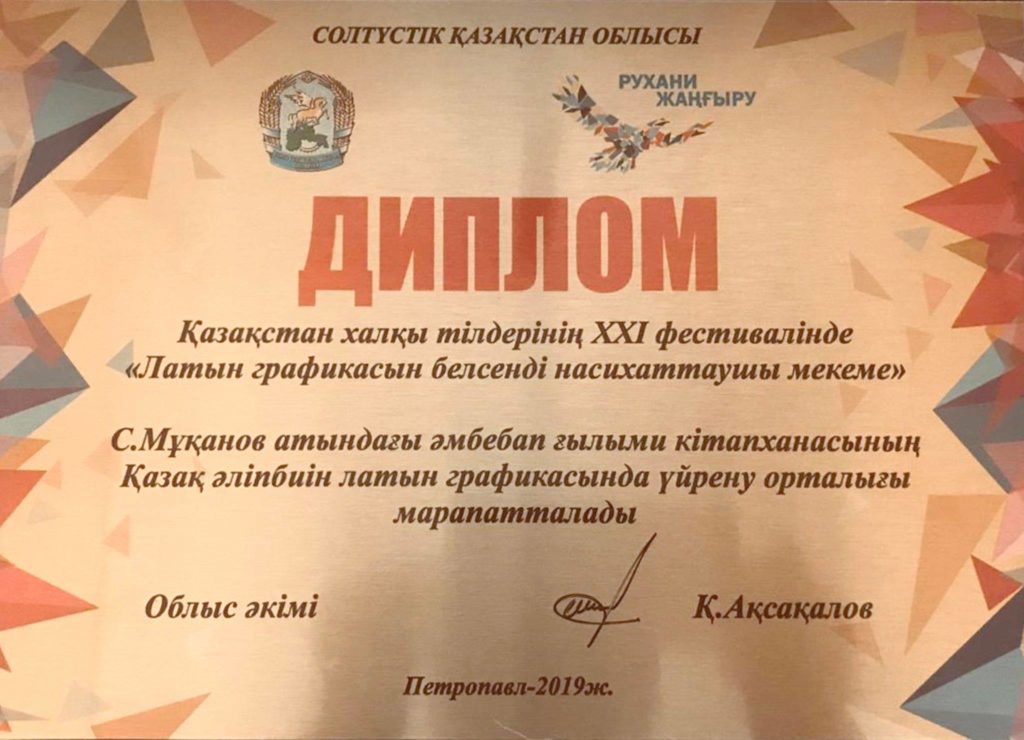 СОЛТҮСТІК ҚАЗАҚСТАН ОБЛЫСЫ
РУХАНИ
ЖАҢҒЫРУ
ДИПЛОМ
Қазақстан халқы тілдерінің XXI фестивалінде
«Латын графикасын белсенді насихаттаушы мекеме»
С.Мұқанов атындағы әмбебап ғылыми кітапханасының
Қазақ әліпбиін латын графикасында үйрену орталығы
марапатталады
Облыс әкімі
Қ.Ақсақалов
Петропавл-2019ж.